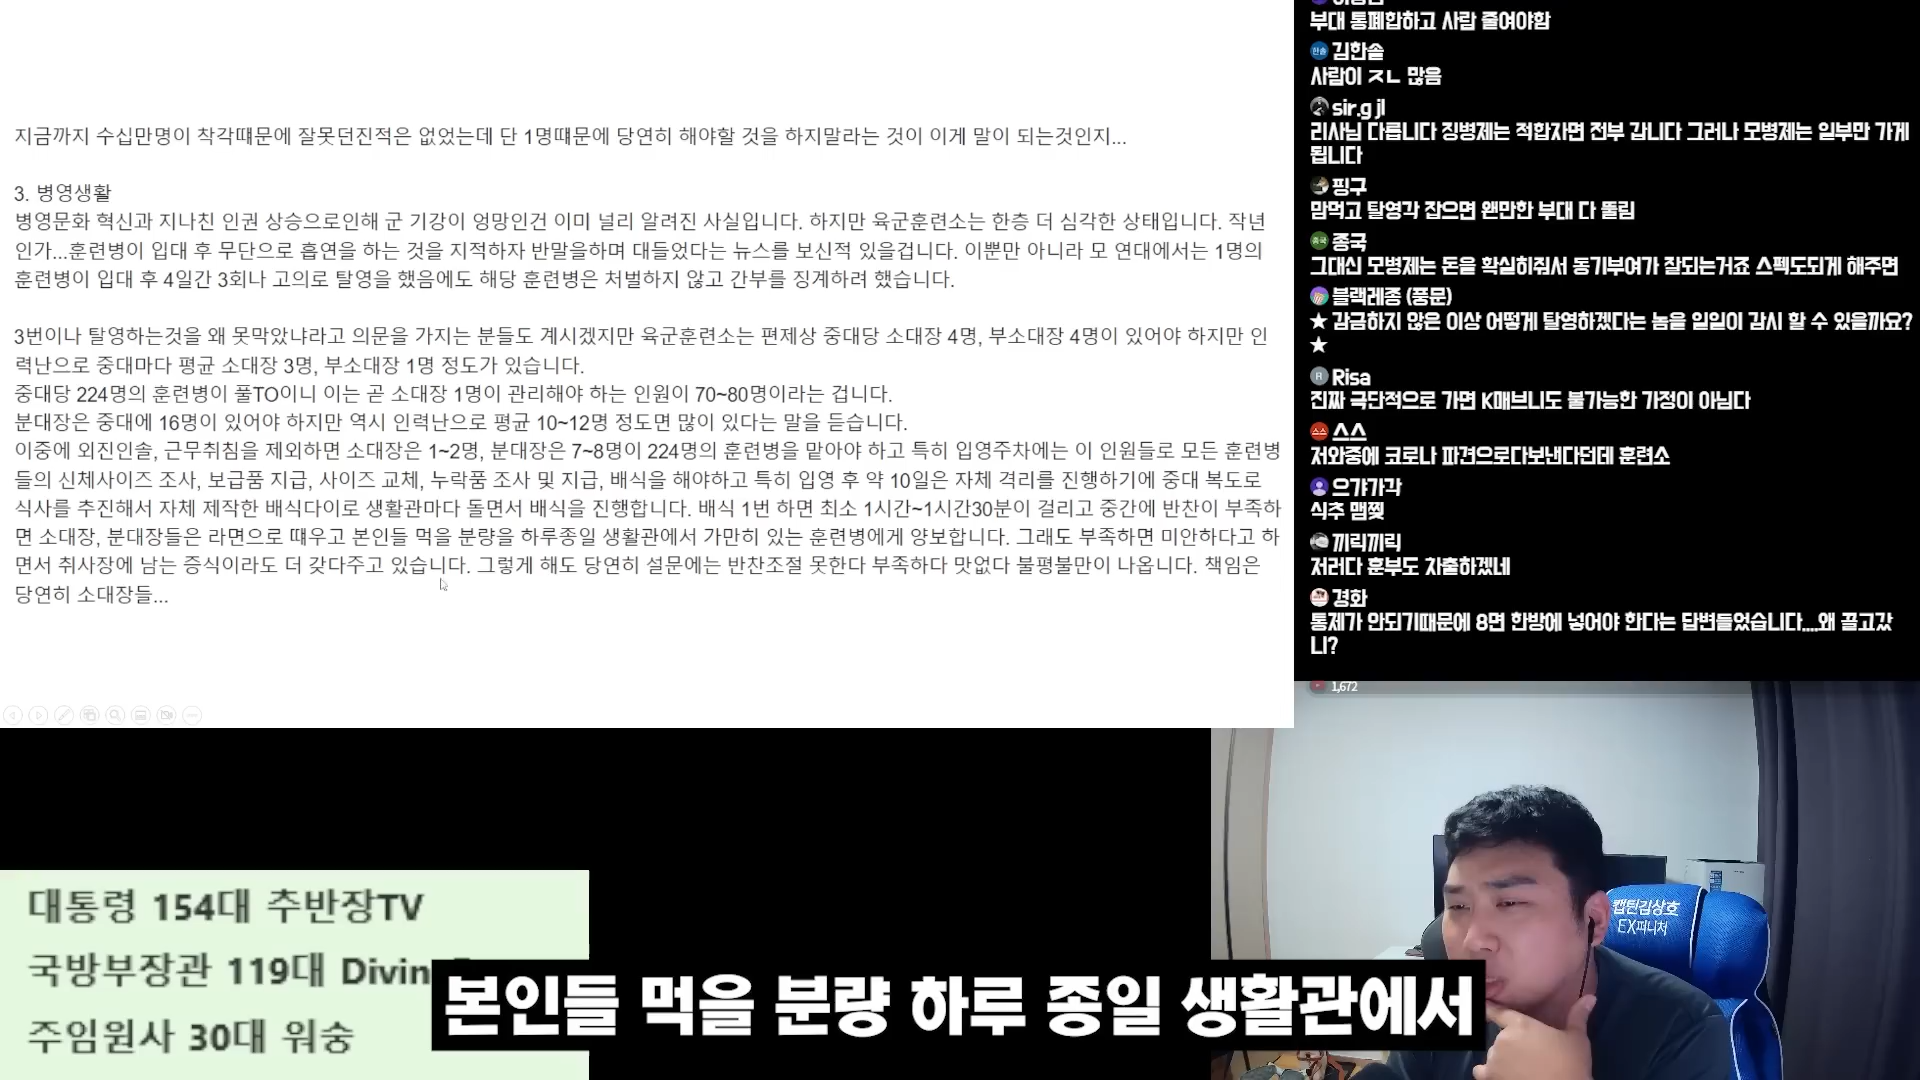 지금까지 수십만명이 착각떄문에 잘못던진적은 없었는데 단 1명떄문에 당연히 해야할 것을 하지말라는 것이 이게 말이 되는것인지...
3. 병영생활
병영문화 혁신과 지나친 인권 상승으로인해 군 기강이 엉망인건 이미 널리 알려진 사실입니다. 하지만 육군훈련소는 한층 더 심각한 상태입니다. 작년
인가...훈련병이 입대 후 무단으로 흡연을 하는 것을 지적하자 반말을하며 대들었다는 뉴스를 보신적 있을겁니다. 이뿐만 아니라 모 연대에서는 1명의
훈련병이 입대 후 4일간 3회나 고의로 탈영을 했음에도 해당 훈련병은 처벌하지 않고 간부를 징계하려 했습니다.
3번이나 탈영하는것을 왜 못막았냐라고 의문을 가지는 분들도 계시겠지만 육군훈련소는 편제상 중대당 소대장 4명, 부소대장 4명이 있어야 하지만 인
력난으로 중대마다 평균 소대장 3명, 부소대장 1명 정도가 있습니다.
중대당 224명의 훈련병이 풀TO이니 이는 곧 소대장 1명이 관리해야 하는 인원이 70~80명이라는 겁니다.
분대장은 중대에 16명이 있어야 하지만 역시 인력난으로 평균 10~12명 정도면 많이 있다는 말을 듣습니다.
이중에 외진인솔, 근무취침을 제외하면 소대장은 1~2명, 분대장은 7~8명이 224명의 훈련병을 맡아야 하고 특히 입영주차에는 이 인원들로 모든 훈련병
들의 신체사이즈 조사, 보급품 지급, 사이즈 교체, 누락품 조사 및 지급, 배식을 해야하고 특히 입영 후 약 10일은 자체 격리를 진행하기에 중대 복도로
식사를 추진해서 자체 제작한 배식다이로 생활관마다 돌면서 배식을 진행합니다. 배식 1번 하면 최소 1시간~1시간30분이 걸리고 중간에 반찬이 부족하
면 소대장, 분대장들은 라면으로 떄우고 본인들 먹을 분량을 하루종일 생활관에서 가만히 있는 훈련병에게 양보합니다. 그래도 부족하면 미안하다고 하
면서 취사장에 남는 증식이라도 더 갖다주고 있습니다. 그렇게 해도 당연히 설문에는 반찬조절 못한다 부족하다 맛없다 불평불만이 나옵니다. 책임은
당연히 소대장들...
부대 통폐합하고 사람 줄여야함
한솔 김한솔
사람이 ㅈㄴ 많음
sir.g jl
리사님 다릅니다 징병제는 적합자면 전부 갑니다 그러나 모병제는 일부만 가게
됩니다
핑구
맘먹고 탈영각 잡으면 왠만한 부대 다 뚫림
종국 종국
그대신 모병제는 돈을 확실히줘서 동기부여가 잘되는거죠 스펙도되게 해주면
블랙레종 (풍문)
★ 감금하지 않은 이상 어떻게 탈영하겠다는 놈을 일일이 감시 할 수 있을까요?
★
R Risa
진짜 극단적으로 가면 K매브니도 불가능한 가정이 아님다
스스 스스
저와중에 코로나 파견으로다보낸다던데 훈련소
으갸가각
식추 맴찢
끼릭끼릭
저러다 훈부도 차출하겠네
경화
통제가 안되기때문에 8면 한방에 넣어야 한다는 답변들었습니다....왜 끌고갔
니?
1,672
캡틴김상호
EX퍼니처
대통령 154대 추반장TV
국방부장관 119대 Divin
주임원사 30대 워숭
본인들 먹을 분량 하루 종일 생활관에서